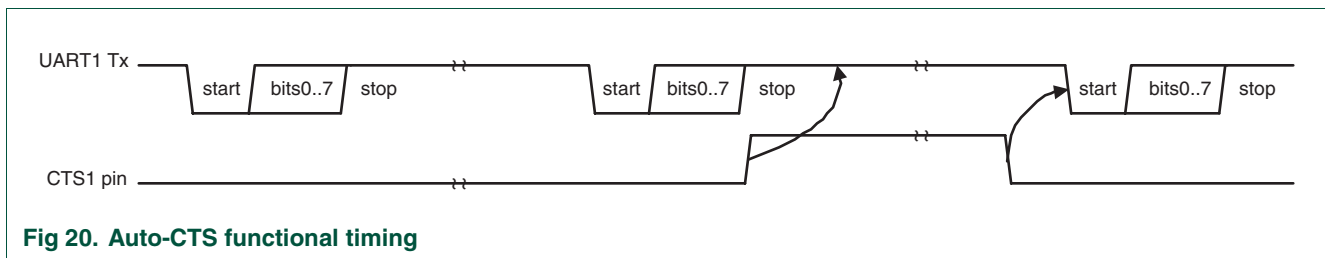 UART1 Tx
start bits0..7 stop start bits0..7 stop start bits0..7 stop
CTS1 pin
Fig 20. Auto-CTS functional timing